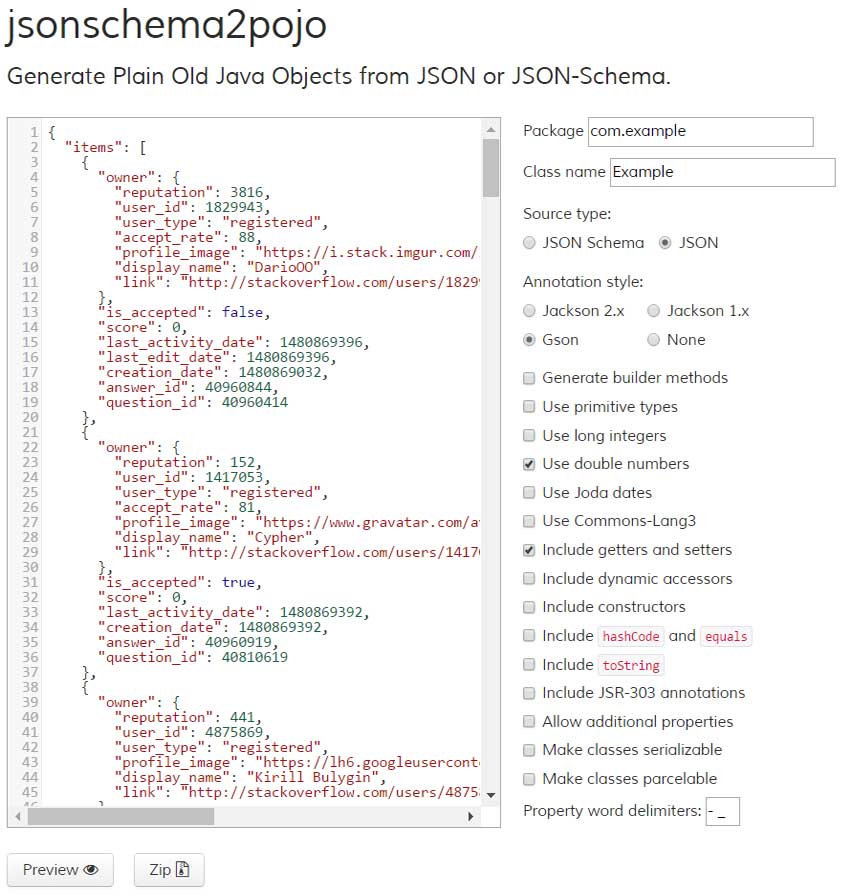 jsonschema2pojo
Generate Plain Old Java Objects from JSON or JSON-Schema.
1 {
2 "items": [
3 {
4 "owner": {
5 "reputation": 3816,
6 "user_id": 1829943,
7 "user_type": "registered",
8 "accept_rate": 88,
9 "profile_image": "https://i.stack.imgur.com/
10 "display_name": "DarioOO",
11 "link": "http://stackoverflow.com/users/1829
12 },
13 "is_accepted": false,
14 "score": 0,
15 "last_activity_date": 1480869396,
16 "last_edit_date": 1480869396,
17 "creation_date": 1480869032,
18 "answer_id": 40960844,
19 "question_id": 40960414
20 },
21 {
22 "owner": {
23 "reputation": 152,
24 "user_id": 1417053,
25 "user_type": "registered",
26 "accept_rate": 81,
27 "profile_image": "https://www.gravatar.com/a
28 "display_name": "Cypher",
29 "link": "http://stackoverflow.com/users/1417
30 },
31 "is_accepted": true,
32 "score": 0,
33 "last_activity_date": 1480869392,
34 "creation_date": 1480869392,
35 "answer_id": 40960919,
36 "question_id": 40810619
37 },
38 {
39 "owner": {
40 "reputation": 441,
41 "user_id": 4875869,
42 "user_type": "registered",
43 "profile_image": "https://lh6.googleuserconte
44 "display_name": "Kirill Bulygin",
45 "link": "http://stackoverflow.com/users/4875
Package com.example
Class name Example
Source type:
JSON Schema JSON
Annotation style:
Jackson 2.x Jackson 1.x
Gson None
Generate builder methods
Use primitive types
Use long integers
Use double numbers
Use Joda dates
Use Commons-Lang3
Include getters and setters
Include dynamic accessors
Include constructors
Include hashCode and equals
Include toString
Include JSR-303 annotations
Allow additional properties
Make classes serializable
Make classes parcelable
Property word delimiters: - _
Preview Zip